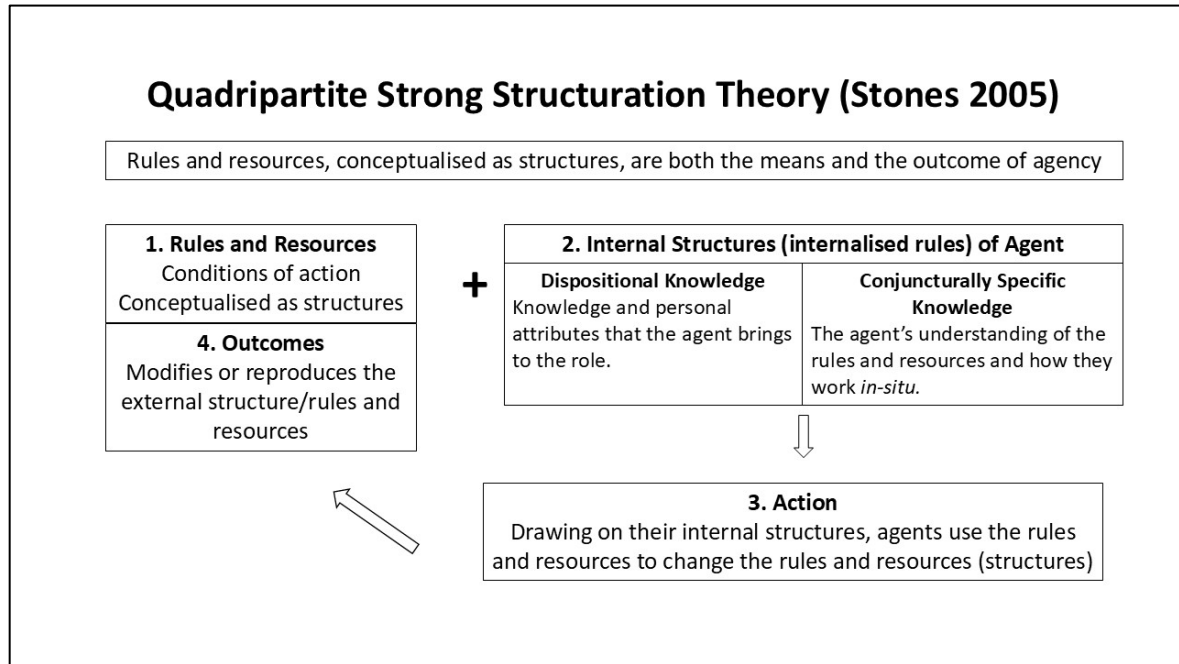 Quadripartite Strong Structuration Theory (Stones 2005)
Rules and resources, conceptualised as structures, are both the means and the outcome of agency
1. Rules and Resources
Conditions of action
Conceptualised as structures
4. Outcomes
Modifies or reproduces the
external structure/rules and
resources
+
2. Internal Structures (internalised rules) of Agent
Dispositional Knowledge
Knowledge and personal
attributes that the agent brings
to the role.
Conjuncturally Specific
Knowledge
The agent’s understanding of the
rules and resources and how they
work in-situ.
3. Action
Drawing on their internal structures, agents use the rules
and resources to change the rules and resources (structures)